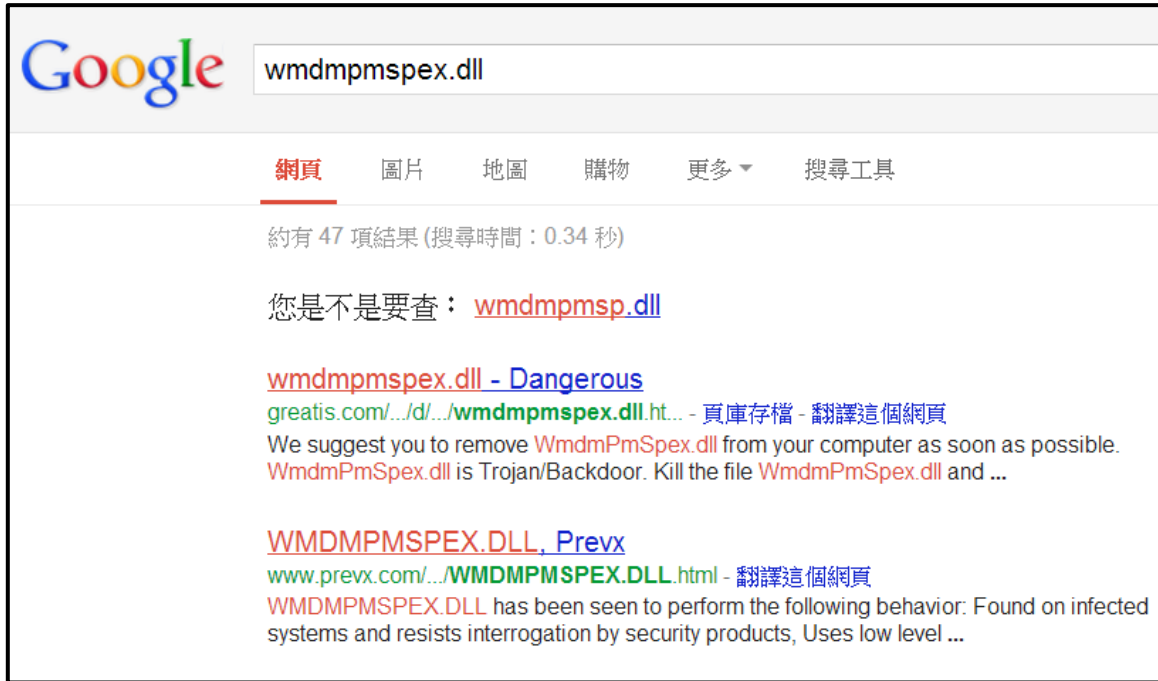 Google
wmdmpmspex.dll
網頁 圖片 地圖 購物 更多 搜尋工具
約有 47 項結果 (搜尋時間：0.34 秒)
您是不是要查： wmdmpmsp.dll
wmdmpmspex.dll - Dangerous
greatis.com/.../d/.../wmdmpmspex.dll.ht... - 頁庫存檔 - 翻譯這個網頁
We suggest you to remove WmdmPmSpex.dll from your computer as soon as possible.
WmdmPmSpex.dll is Trojan/Backdoor. Kill the file WmdmPmSpex.dll and ...
WMDMPMSPEX.DLL, Prevx
www.prevx.com/.../WMDMPMSPEX.DLL.html - 翻譯這個網頁
WMDMPMSPEX.DLL has been seen to perform the following behavior: Found on infected
systems and resists interrogation by security products, Uses low level ...